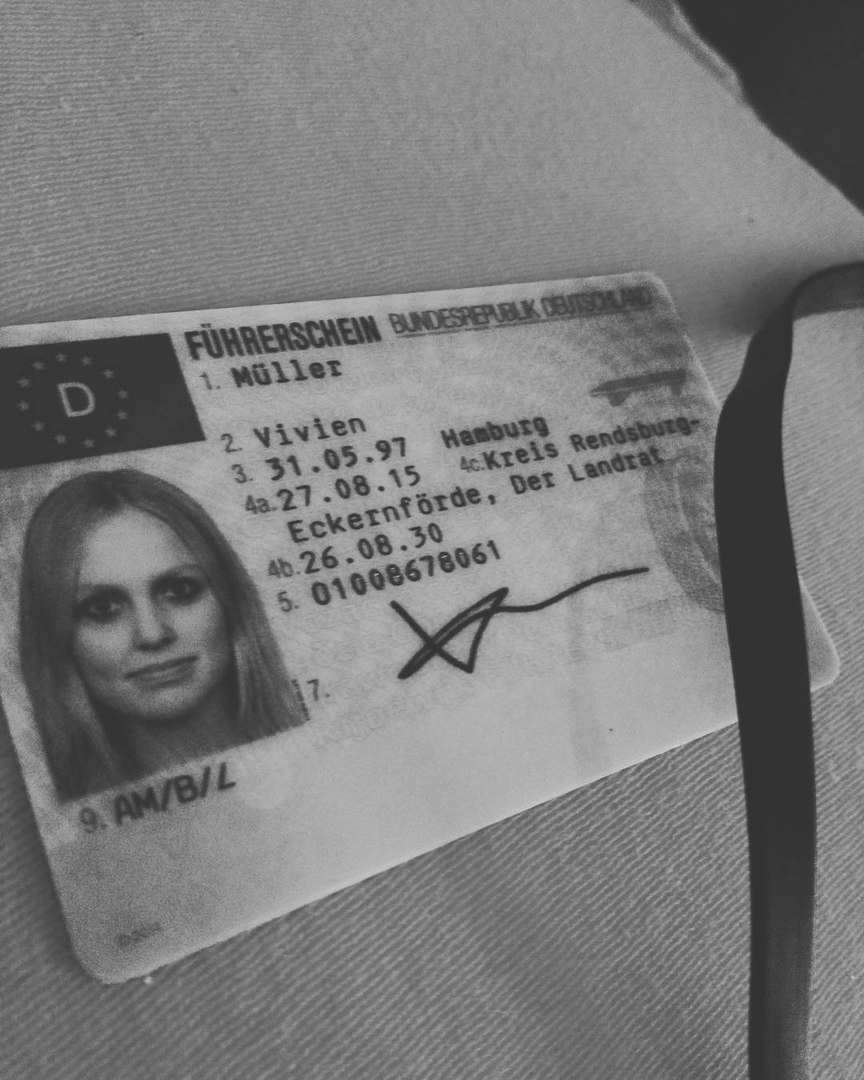 D
FÜHRERSCHEIN BUNDESREPUBLIK DEUTSCHLAND
1. Müller
2. Vivien
3. 31.05.97 Hamburg
4a. 27.08.15 4c. Kreis Rendsburg-
Eckernförde, Der Landrat
4b. 26.08.30
5. 01008678061
7.
9. AM/B/L